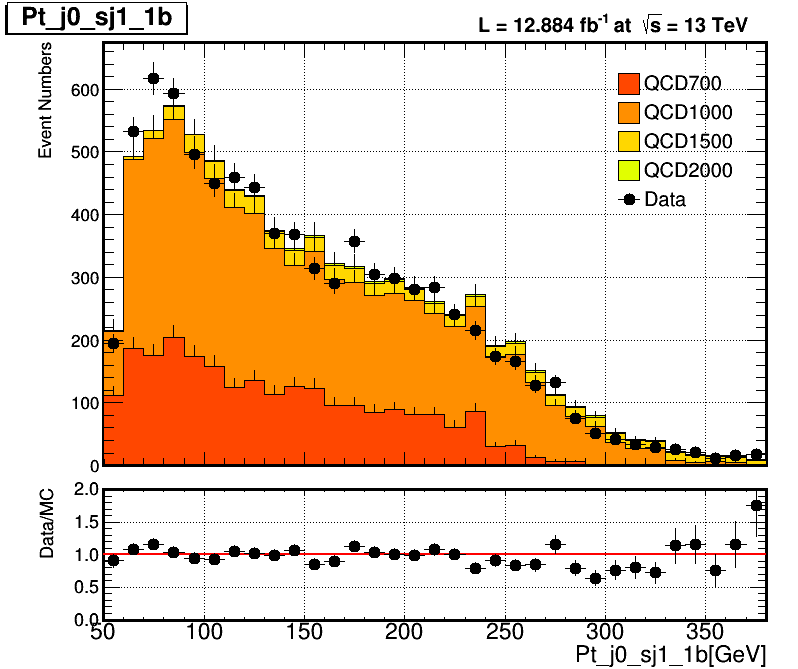 Pt_j0_sj1_1b
L = 12.884 fb⁻¹ at √s = 13 TeV
Event Numbers
600
500
400
300
200
100
0
QCD700
QCD1000
QCD1500
QCD2000
Data
Data/MC
2.0
1.5
1.0
0.5
0.0
50 100 150 200 250 300 350
Pt_j0_sj1_1b[GeV]